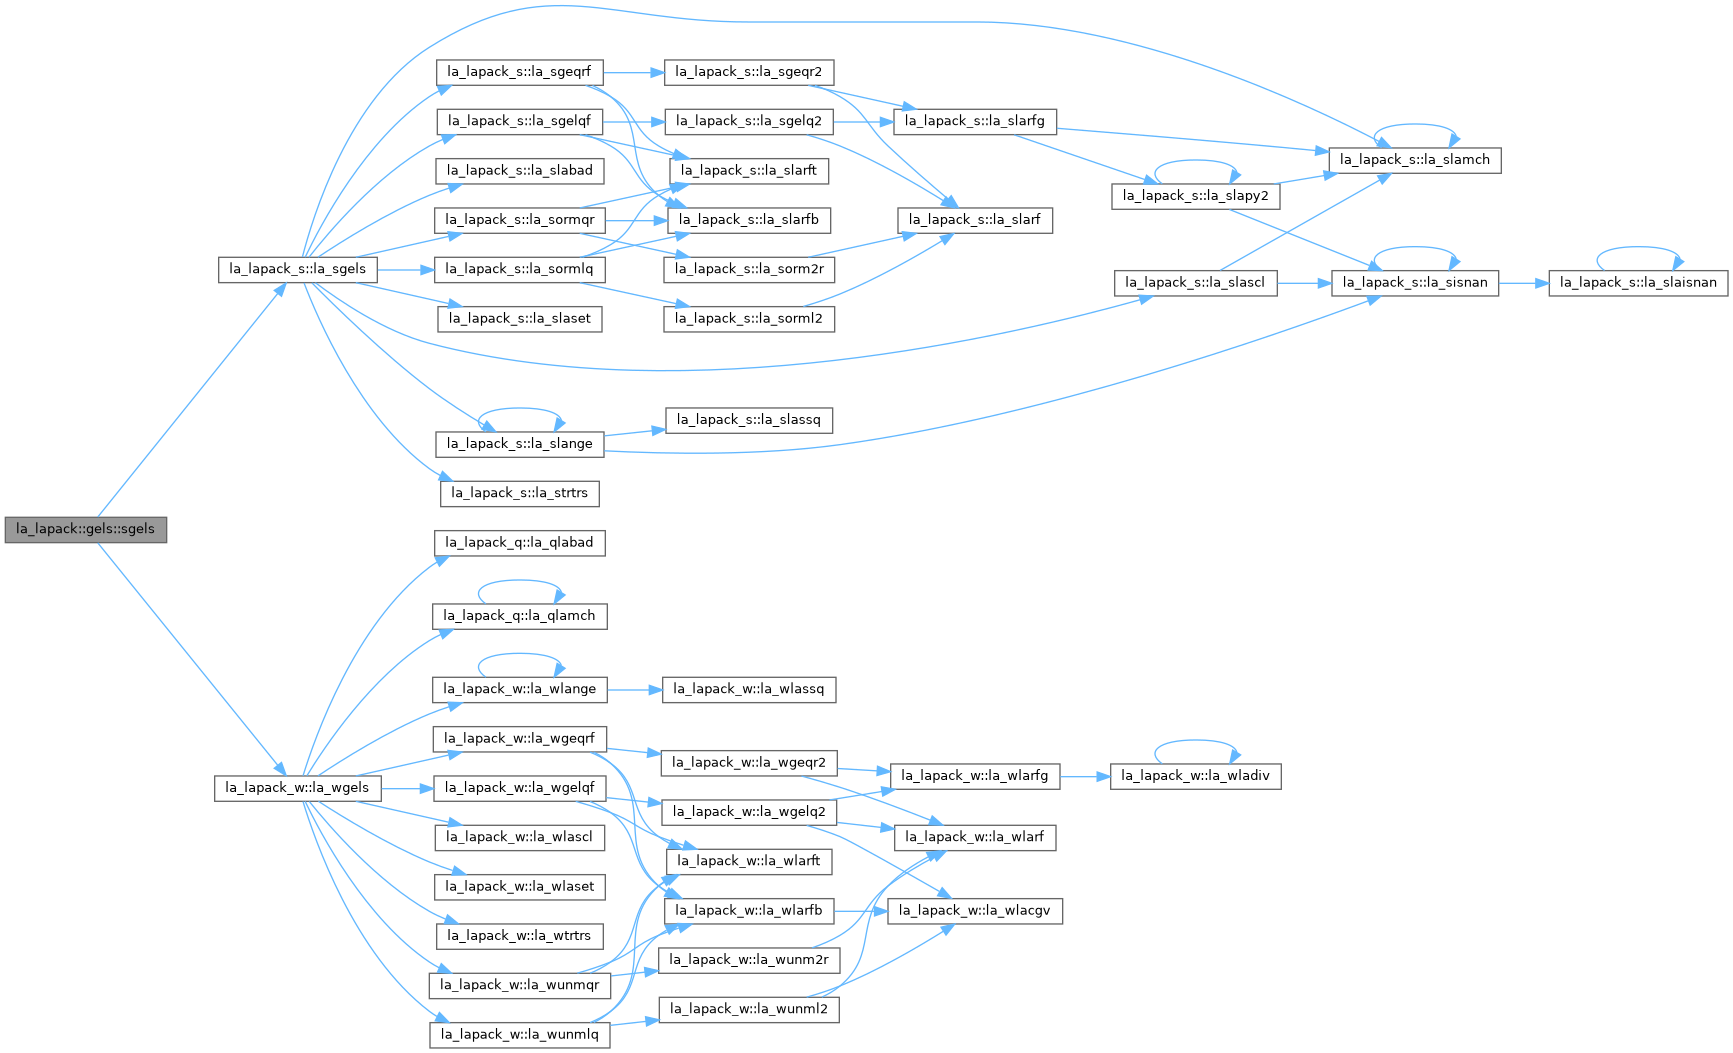 la_lapack::gels::sgels
la_lapack_s::la_sgels
la_lapack_s::la_sgeqrf
la_lapack_s::la_sgelqf
la_lapack_s::la_slabad
la_lapack_s::la_sormqr
la_lapack_s::la_sormlq
la_lapack_s::la_slaset
la_lapack_s::la_slange
la_lapack_s::la_strtrs
la_lapack_s::la_sgeqr2
la_lapack_s::la_sgelq2
la_lapack_s::la_slarft
la_lapack_s::la_slarfb
la_lapack_s::la_sorm2r
la_lapack_s::la_sorml2
la_lapack_s::la_slassq
la_lapack_s::la_slarfg
la_lapack_s::la_slarf
la_lapack_s::la_slapy2
la_lapack_s::la_slascl
la_lapack_s::la_slamch
la_lapack_s::la_sisnan
la_lapack_s::la_slaisnan
la_lapack_w::la_wgels
la_lapack_q::la_qlabad
la_lapack_q::la_qlamch
la_lapack_w::la_wlange
la_lapack_w::la_wgeqrf
la_lapack_w::la_wgelqf
la_lapack_w::la_wlascl
la_lapack_w::la_wlaset
la_lapack_w::la_wtrtrs
la_lapack_w::la_wunmqr
la_lapack_w::la_wunmlq
la_lapack_w::la_wlassq
la_lapack_w::la_wgeqr2
la_lapack_w::la_wgelq2
la_lapack_w::la_wlarft
la_lapack_w::la_wlarfb
la_lapack_w::la_wunm2r
la_lapack_w::la_wunml2
la_lapack_w::la_wlarfg
la_lapack_w::la_wlarf
la_lapack_w::la_wlacgv
la_lapack_w::la_wladiv